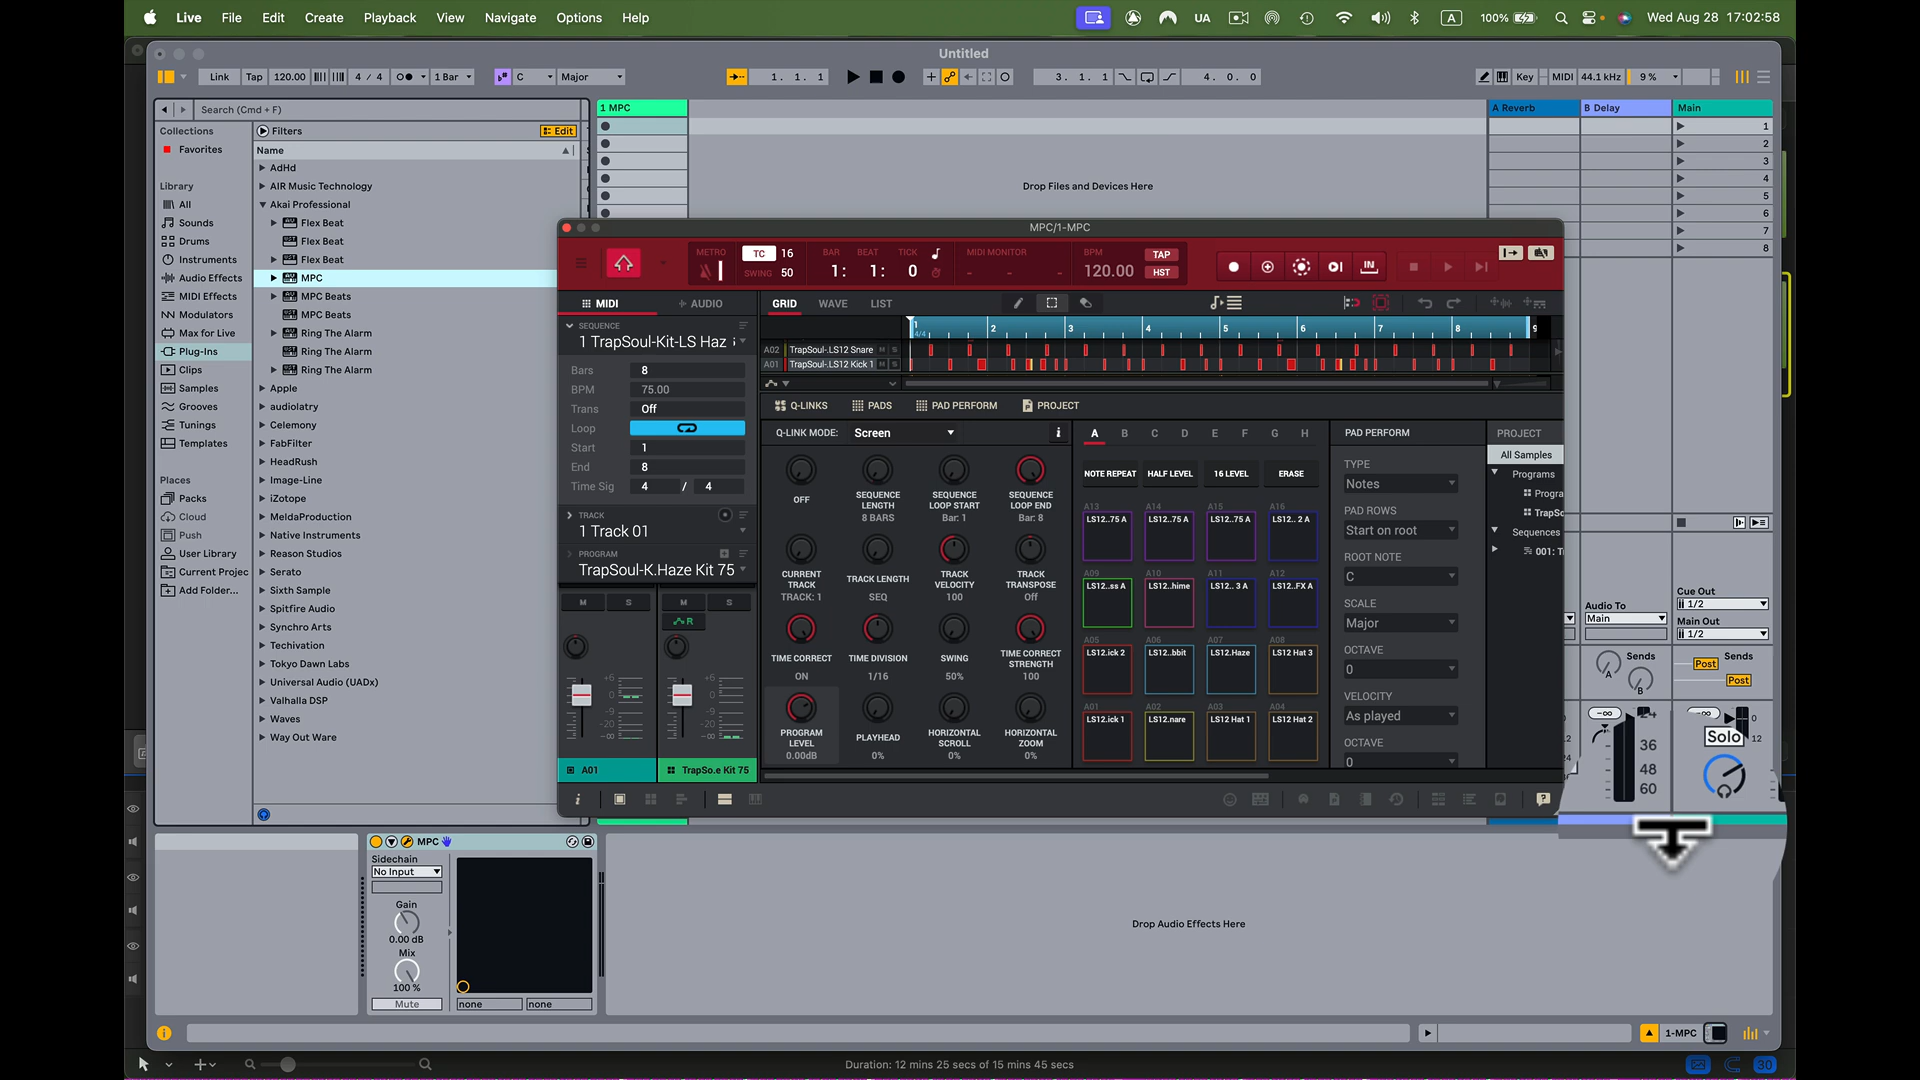 Live File Edit Create Playback View Navigate Options Help
UA 100% A Wed Aug 28 17:02:58
Untitled
Link Tap 120.00 4 / 4 1 Bar C Major 1. 1. 1 3. 1. 1 4. 0. 0 Key MIDI 44.1 kHz 9 %
Search (Cmd + F)
Collections
Favorites
Library
All
Sounds
Drums
Instruments
Audio Effects
MIDI Effects
Modulators
Max for Live
Plug-Ins
Clips
Samples
Grooves
Tunings
Templates
Places
Packs
Cloud
Push
User Library
Current Projec
Add Folder...
Filters
Edit
Name
AdHd
AIR Music Technology
Akai Professional
Flex Beat
Flex Beat
Flex Beat
MPC
MPC Beats
MPC Beats
Ring The Alarm
Ring The Alarm
Ring The Alarm
Apple
audiolatry
Celemony
FabFilter
HeadRush
Image-Line
iZotope
MeldaProduction
Native Instruments
Reason Studios
Serato
Sixth Sample
Spitfire Audio
Synchro Arts
Techivation
Tokyo Dawn Labs
Universal Audio (UADx)
Valhalla DSP
Waves
Way Out Ware
1 MPC
Drop Files and Devices Here
A Reverb
B Delay
Main
1
2
3
4
5
6
7
8
MPC/1-MPC
METRO TC 16 BAR BEAT TICK MIDI MONITOR BPM TAP
SWING 50 1: 1: 0 - - - 120.00 HST
IN
MIDI + AUDIO GRID WAVE LIST
SEQUENCE
1 TrapSoul-Kit-LS Haz
Bars 8
BPM 75.00
Trans Off
Loop
Start 1
End 8
Time Sig 4 / 4
TRACK
1 Track 01
PROGRAM
TrapSoul-K.Haze Kit 75
M S M S
R
+6 0 -9 -20 -∞
+6 0 -9 -20 -∞
A01
TrapSo.e Kit 75
1 2 3 4 5 6 7 8 9
4/4
A02 TrapSoul-.LS12 Snare M S
A01 TrapSoul-.LS12 Kick 1 M S
Q-LINKS PADS PAD PERFORM PROJECT
Q-LINK MODE: Screen
OFF
SEQUENCE LENGTH
8 BARS
SEQUENCE LOOP START
Bar: 1
SEQUENCE LOOP END
Bar: 8
CURRENT TRACK
TRACK: 1
TRACK LENGTH
SEQ
TRACK VELOCITY
100
TRACK TRANSPOSE
Off
TIME CORRECT
ON
TIME DIVISION
1/16
SWING
50%
TIME CORRECT STRENGTH
100
PROGRAM LEVEL
0.00dB
PLAYHEAD
0%
HORIZONTAL SCROLL
0%
HORIZONTAL ZOOM
0%
A B C D E F G H
NOTE REPEAT HALF LEVEL 16 LEVEL ERASE
A13 A14 A15 A16
LS12..75 A LS12..75 A LS12..75 A LS12.. 2 A
A09 A10 A11 A12
LS12..ss A LS12..hime LS12.. 3 A LS12..FX A
A05 A06 A07 A08
LS12.ick 2 LS12..bbit LS12.Haze LS12 Hat 3
A01 A02 A03 A04
LS12.ick 1 LS12.nare LS12 Hat 1 LS12 Hat 2
PAD PERFORM
TYPE
Notes
PAD ROWS
Start on root
ROOT NOTE
C
SCALE
Major
OCTAVE
0
VELOCITY
As played
OCTAVE
0
PROJECT
All Samples
Programs
Progra
TrapSo
Sequences
001: T
Audio To
Main
Cue Out
1/2
Main Out
1/2
Sends
A
B
Sends
Post
Post
-∞
24
36
48
60
-∞
Solo
12
MPC
Sidechain
No Input
Gain
0.00 dB
Mix
100 %
Mute
none none
Drop Audio Effects Here
1-MPC
Duration: 12 mins 25 secs of 15 mins 45 secs
30